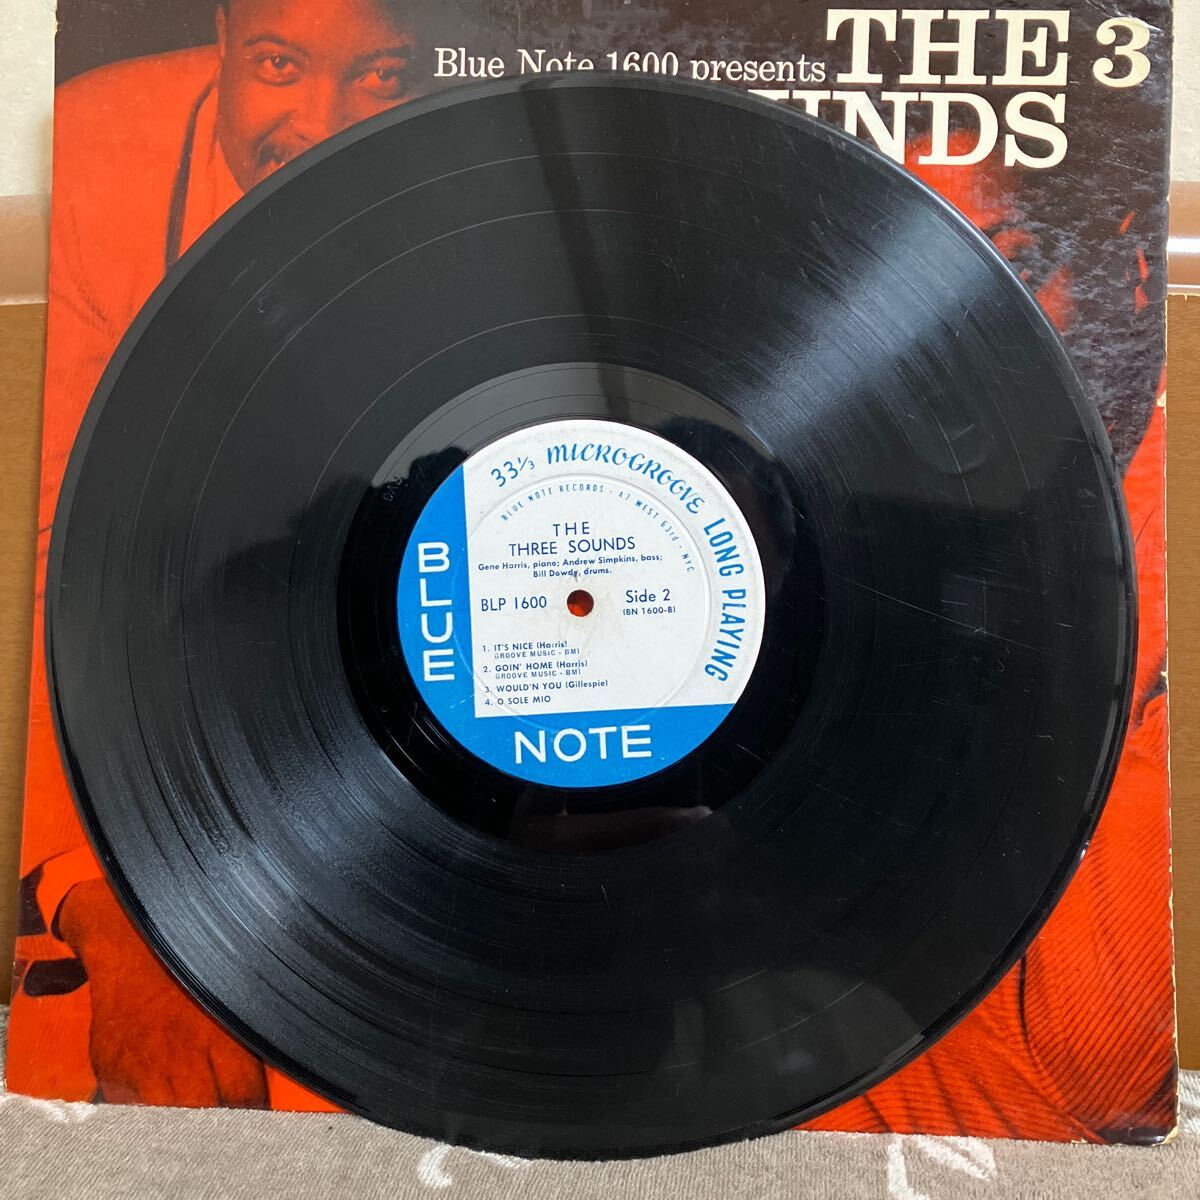 Blue Note 1600 presents THE 3
UNDS
33⅓ MICROGROOVE LONG PLAYING
BLUE NOTE RECORDS · 47 WEST 63rd · NYC
THE
THREE SOUNDS
Gene Harris, piano; Andrew Simpkins, bass;
Bill Dowdy, drums.
BLP 1600
Side 2
(BN 1600-B)
1. IT'S NICE (Harris)
GROOVE MUSIC - BMI
2. GOIN' HOME (Harris)
GROOVE MUSIC - BMI
3. WOULD'N YOU (Gillespie)
4. O SOLE MIO
BLUE
NOTE